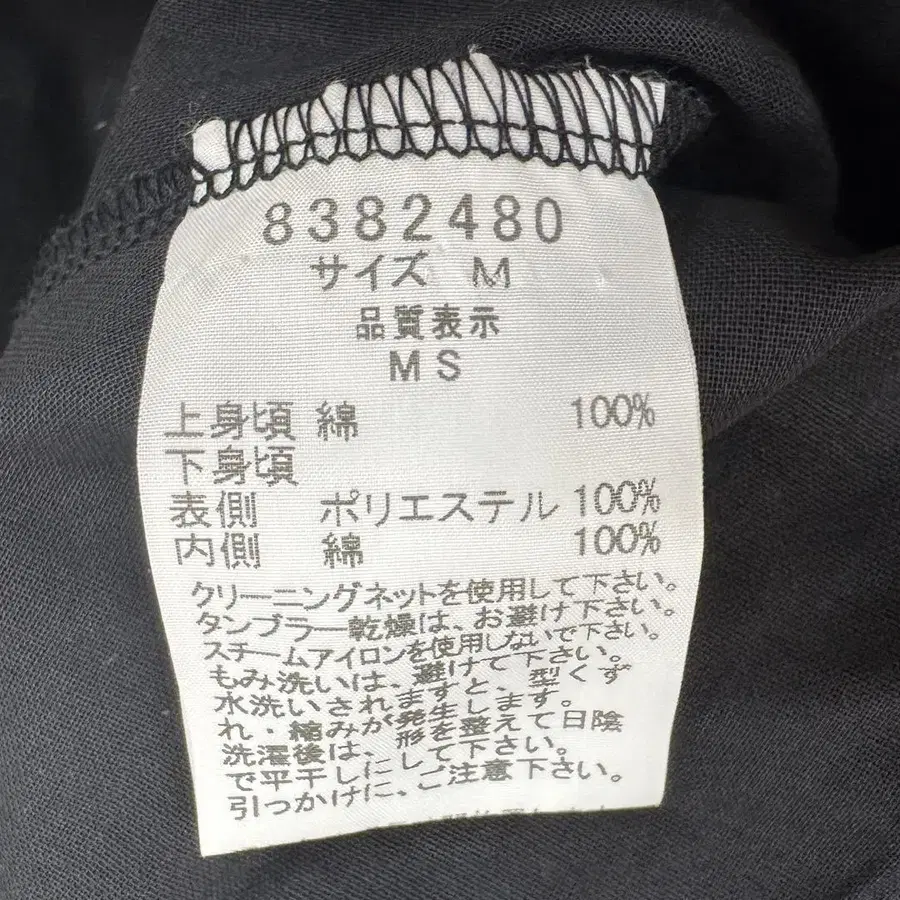 8382480
サイズ M
品質表示
MS
上身頃 綿 100%
下身頃
表側 ポリエステル 100%
内側 綿 100%
クリーニングネットを使用して下さい。
タンブラー乾燥は、お避け下さい。
スチームアイロンを使用しないで下さい。
もみ洗いは、避けて下さい。
水洗いされますと、型くず
れ・縮みが発生します。
洗濯後は、形を整えて日陰
で平干しにして下さい。
引っかけに、ご注意下さい。